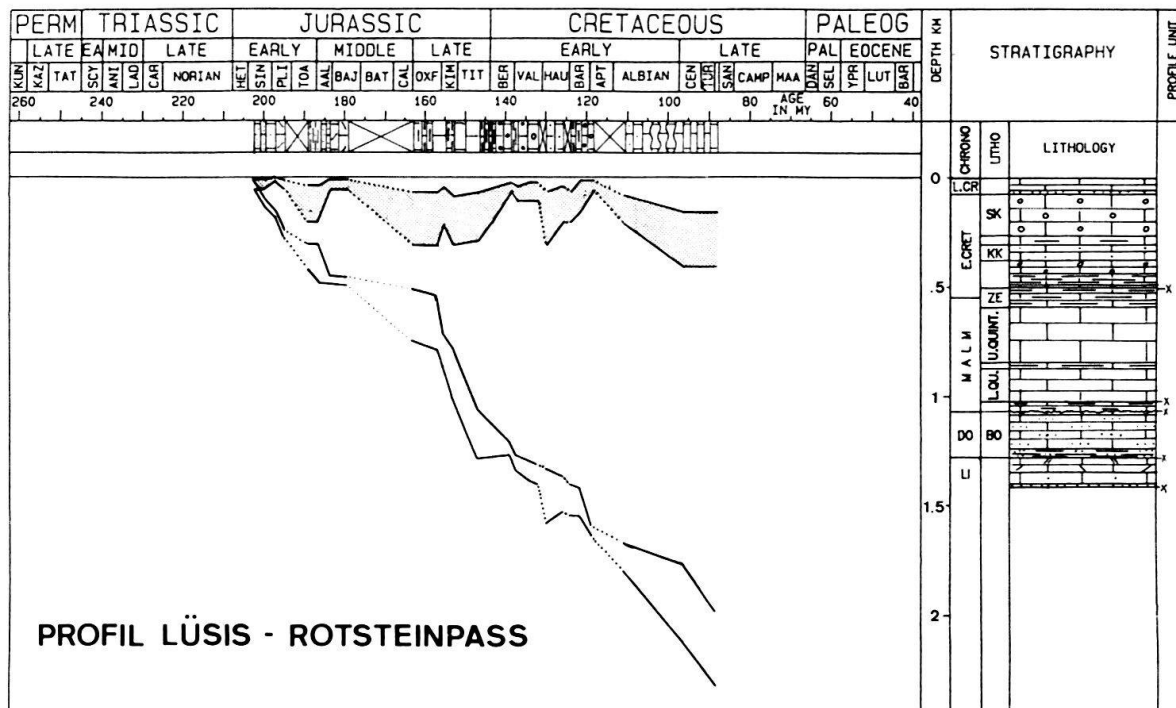 PERM TRIASSIC JURASSIC CRETACEOUS PALEOG
LATE EA MID LATE EARLY MIDDLE LATE EARLY LATE PAL EOCENE
KUN KAZ TAT SCY ANI LAD CAR NORIAN HET SIN PLI TOA AAL BAJ BAT CAL OXF KIM TIT BER VAL HAU BAR APT ALBIAN CEN TUR SAN CAMP MAA DAN SEL YPR LUT BAR
260 240 220 200 180 160 140 120 100 80 AGE IN MY 60 40
DEPTH KM
STRATIGRAPHY
PROFILE UNIT
CHRONO LITHO LITHOLOGY
0
.5
1
1.5
2
L.CR
E.CRET
MALM
DO
LI
SK
KK
ZE
U.QUINT.
L.QU.
BO
x
x
x
x
x
PROFIL LÜSIS - ROTSTEINPASS